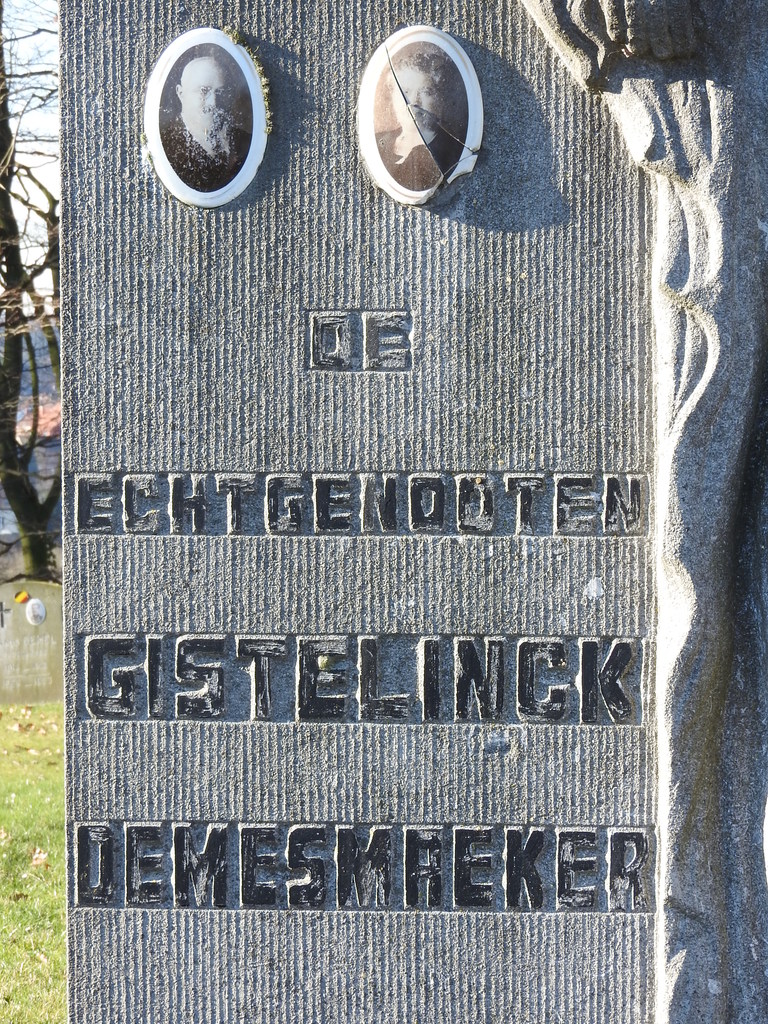 DE
ECHTGENOOTEN
GISTELINCK
DEMESMAEKER